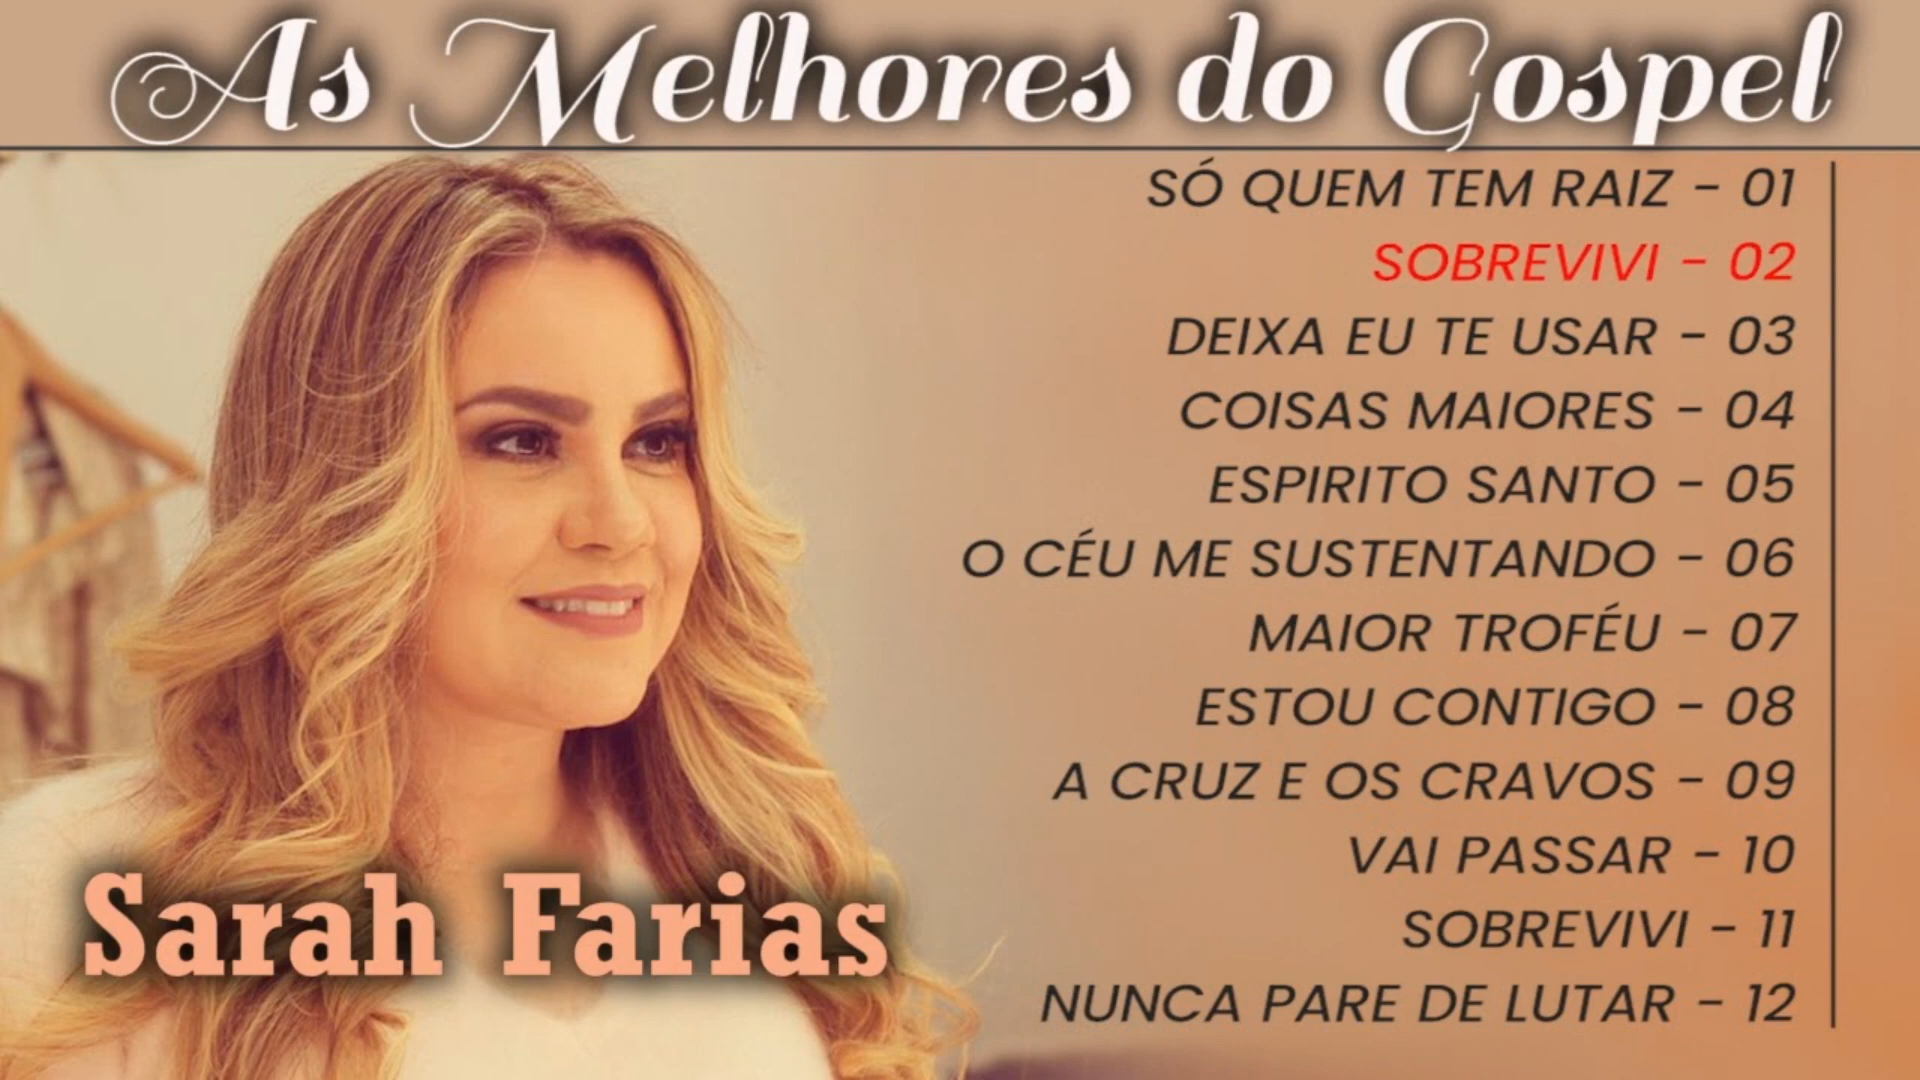 As Melhores do Gospel
SÓ QUEM TEM RAIZ - 01
SOBREVIVI - 02
DEIXA EU TE USAR - 03
COISAS MAIORES - 04
ESPIRITO SANTO - 05
O CÉU ME SUSTENTANDO - 06
MAIOR TROFÉU - 07
ESTOU CONTIGO - 08
A CRUZ E OS CRAVOS - 09
VAI PASSAR - 10
SOBREVIVI - 11
NUNCA PARE DE LUTAR - 12
Sarah Farias